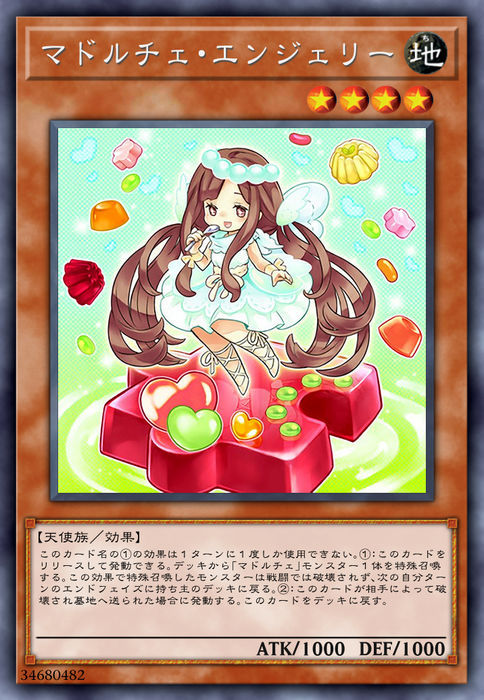 マドルチェ・エンジェリー
ち
地
【天使族／効果】
このカード名の①の効果は１ターンに１度しか使用できない。①：このカードを
リリースして発動できる。デッキから「マドルチェ」モンスター１体を特殊召喚
する。この効果で特殊召喚したモンスターは戦闘では破壊されず、次の自分ター
ンのエンドフェイズに持ち主のデッキに戻る。②：このカードが相手によって破
壊され墓地へ送られた場合に発動する。このカードをデッキに戻す。
ATK/1000 DEF/1000
34680482